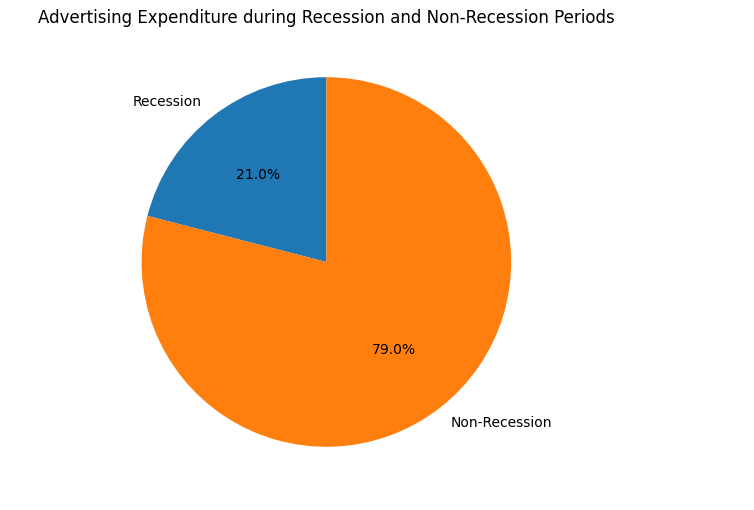 Advertising Expenditure during Recession and Non-Recession Periods
Recession
21.0%
79.0%
Non-Recession